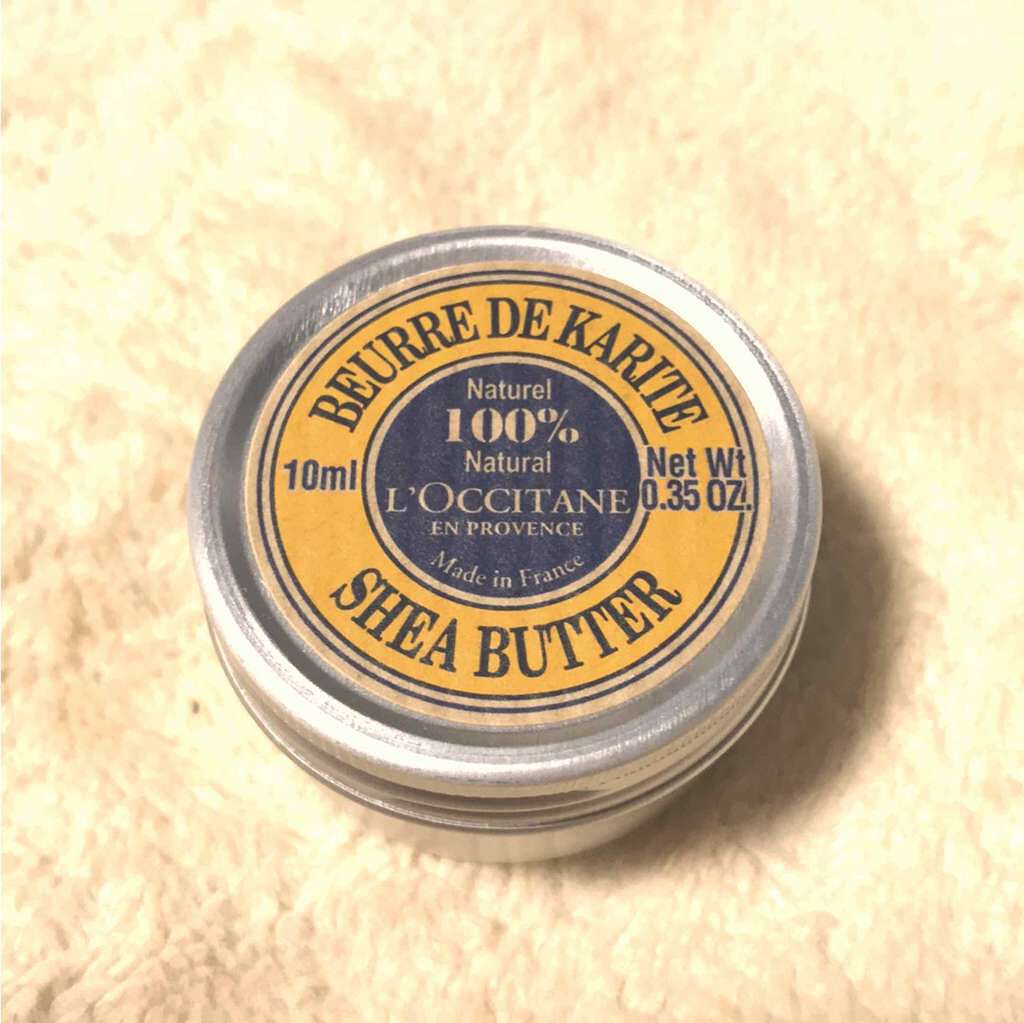 BEURRE DE KARITE
Naturel
100%
Natural
10ml
Net Wt
0.35 OZ.
L'OCCITANE
EN PROVENCE
Made in France
SHEA BUTTER